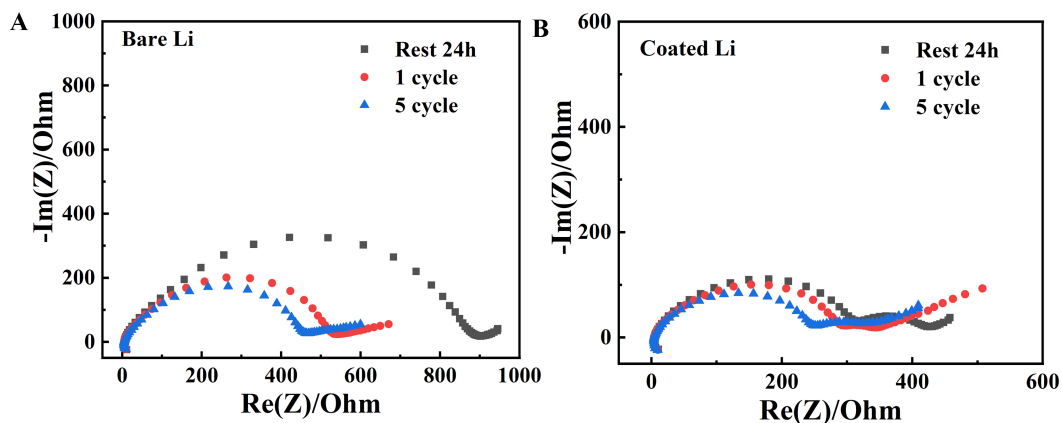 A
Bare Li
Rest 24h
1 cycle
5 cycle
1000
800
600
400
200
0
-Im(Z)/Ohm
0
200
400
600
800
1000
Re(Z)/Ohm
B
Coated Li
Rest 24h
1 cycle
5 cycle
600
400
200
0
-Im(Z)/Ohm
0
200
400
600
Re(Z)/Ohm